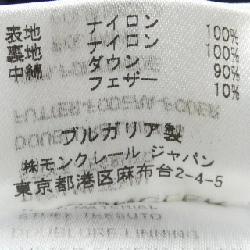 表地 ナイロン 100%
裏地 ナイロン 100%
中綿 ダウン 90%
フェザー 10%
ブルガリア製
㈱モンクレール ジャパン
東京都港区麻布台2-4-5